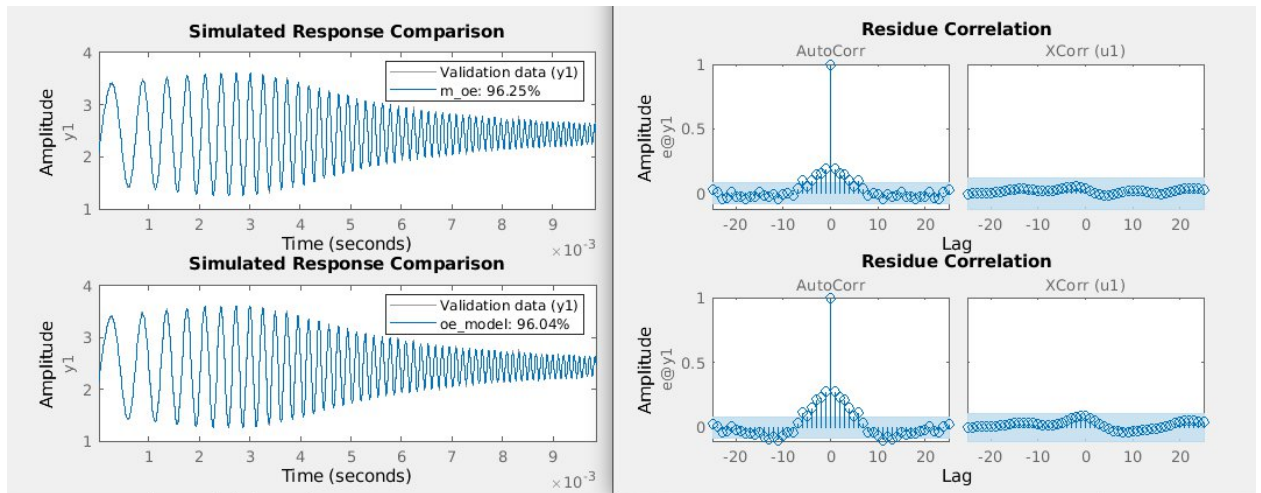 Simulated Response Comparison
Amplitude
y1
4
3
2
1
Validation data (y1)
m_oe: 96.25%
1 2 3 4 5 6 7 8 9
Time (seconds)
×10-3
Simulated Response Comparison
Amplitude
y1
4
3
2
1
Validation data (y1)
oe_model: 96.04%
1 2 3 4 5 6 7 8 9
Time (seconds)
×10-3
Residue Correlation
AutoCorr
XCorr (u1)
Amplitude
e@y1
1
0.5
0
-20 -10 0 10 20
-20 -10 0 10 20
Lag
Residue Correlation
AutoCorr
XCorr (u1)
Amplitude
e@y1
1
0.5
0
-20 -10 0 10 20
-20 -10 0 10 20
Lag